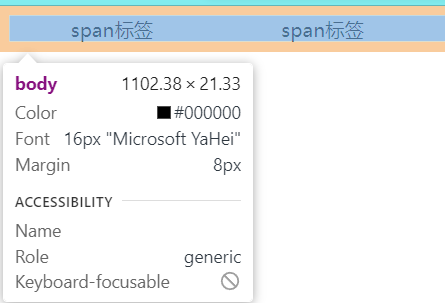 span标签 span标签
body 1102.38 × 21.33
Color #000000
Font 16px "Microsoft YaHei"
Margin 8px
ACCESSIBILITY
Name
Role generic
Keyboard-focusable